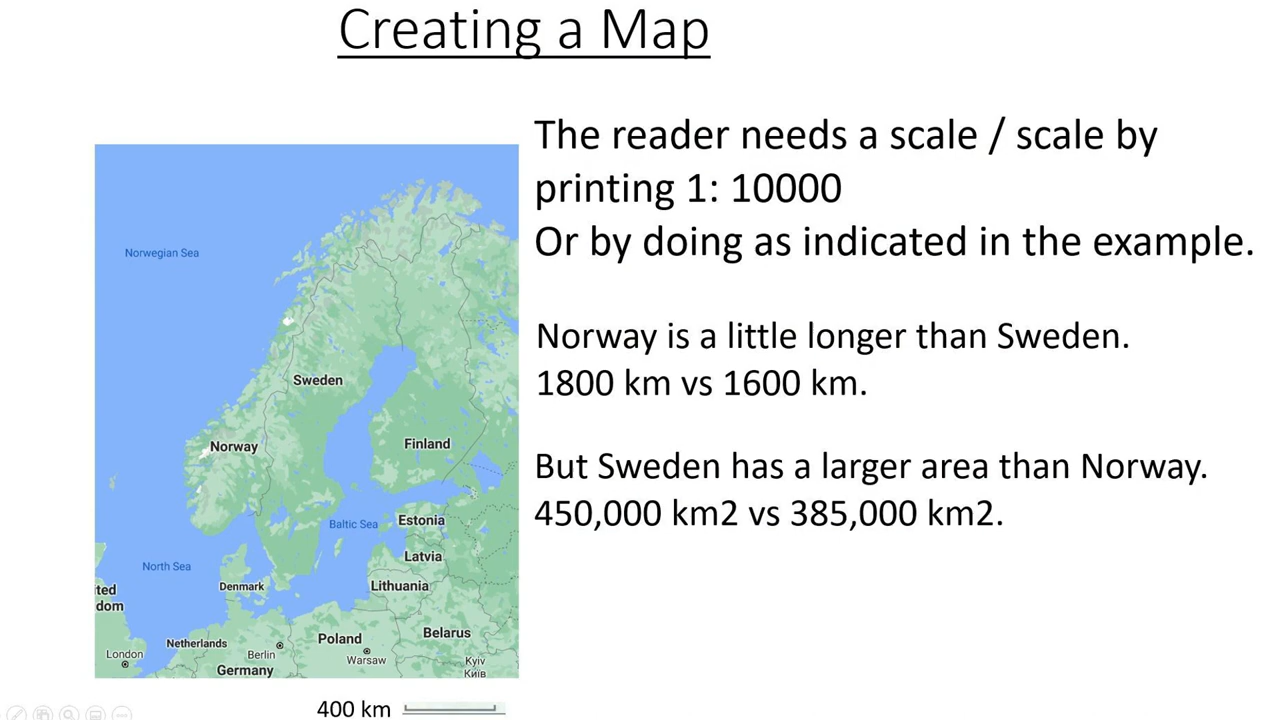 Creating a Map
The reader needs a scale / scale by
printing 1: 10000
Or by doing as indicated in the example.
Norway is a little longer than Sweden.
1800 km vs 1600 km.
But Sweden has a larger area than Norway.
450,000 km2 vs 385,000 km2.
Norwegian Sea
Sweden
Norway
Finland
Baltic Sea
Estonia
Latvia
North Sea
Denmark
Lithuania
ted
dom
Netherlands
Poland
Belarus
London
Berlin
Warsaw
Germany
Kyiv
Київ
400 km